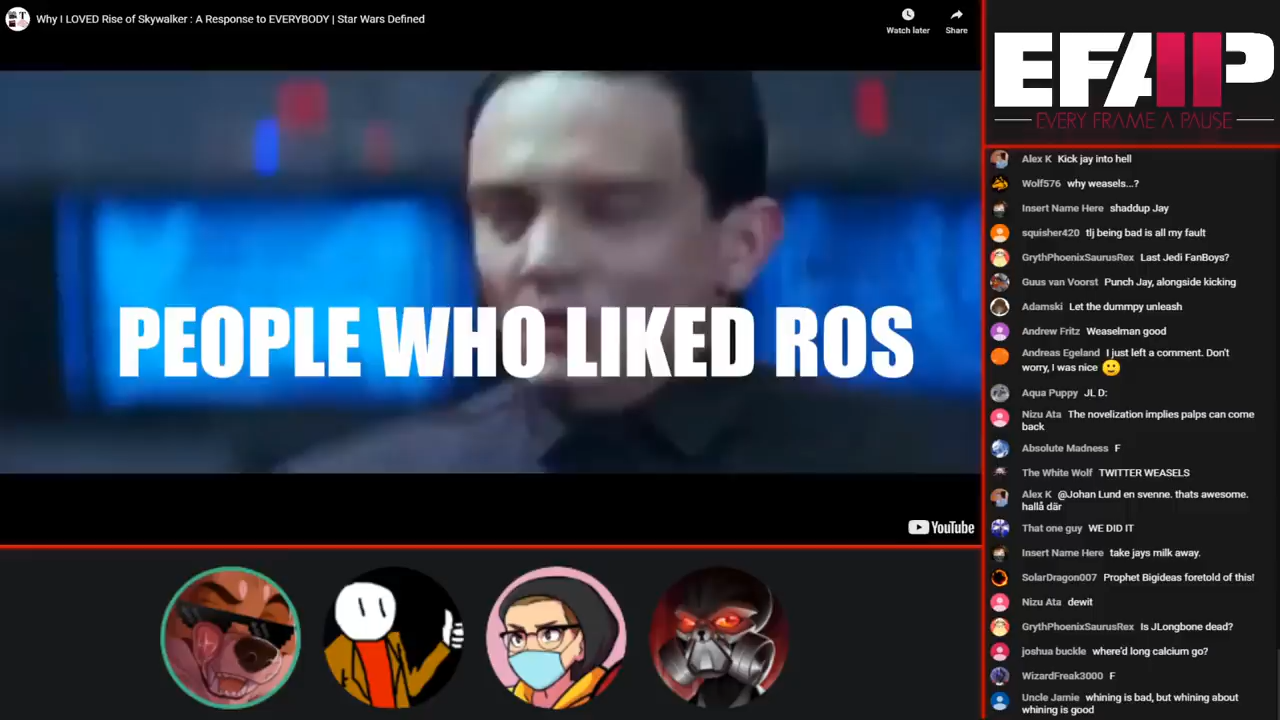 Why I LOVED Rise of Skywalker : A Response to EVERYBODY | Star Wars Defined
Watch later
Share
PEOPLE WHO LIKED ROS
YouTube
EFAP
EVERY FRAME A PAUSE
Alex K Kick jay into hell
Wolf576 why weasels...?
Insert Name Here shaddup Jay
squisher420 tlj being bad is all my fault
GrythPhoenixSaurusRex Last Jedi FanBoys?
Guus van Voorst Punch Jay, alongside kicking
Adamski Let the dummpy unleash
Andrew Fritz Weaselman good
Andreas Egeland I just left a comment. Don't
worry, I was nice 🙂
Aqua Puppy JL D:
Nizu Ata The novelization implies palps can come
back
Absolute Madness F
The White Wolf TWITTER WEASELS
Alex K @Johan Lund en svenne. thats awesome.
hallå där
That one guy WE DID IT
Insert Name Here take jays milk away.
SolarDragon007 Prophet Bigideas foretold of this!
Nizu Ata dewit
GrythPhoenixSaurusRex Is JLongbone dead?
joshua buckle where'd long calcium go?
WizardFreak3000 F
Uncle Jamie whining is bad, but whining about
whining is good